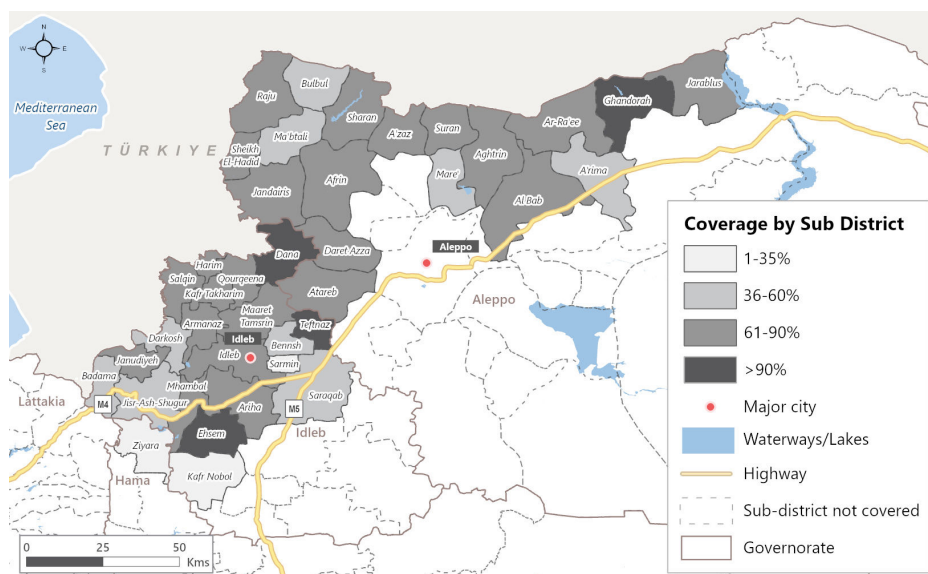 N
W
E
S
Mediterranean
Sea
TÜRKIYE
Raju
Bulbul
Sharan
Ma'btali
Sheikh
El-Hadid
Jandairis
Afrin
A'zaz
Suran
Mare'
Aghtrin
Ar-Ra'ee
Ghandorah
Jarablus
A'rima
Al Bab
Dana
Daret Azza
Aleppo
Harim
Salqin
Qourqeena
Kafr Takharim
Atareb
Aleppo
Maaret
Tamsrin
Armanaz
Teftnaz
Darkosh
Idleb
Bennsh
Idleb
Sarmin
Janudiyeh
Badama
Mhambal
Jisr-Ash-Shugur
Ariha
Saraqab
Lattakia
M4
M5
Idleb
Ehsem
Ziyara
Hama
Kafr Nobol
0
25
50
Kms
Coverage by Sub District
1-35%
36-60%
61-90%
>90%
Major city
Waterways/Lakes
Highway
Sub-district not covered
Governorate